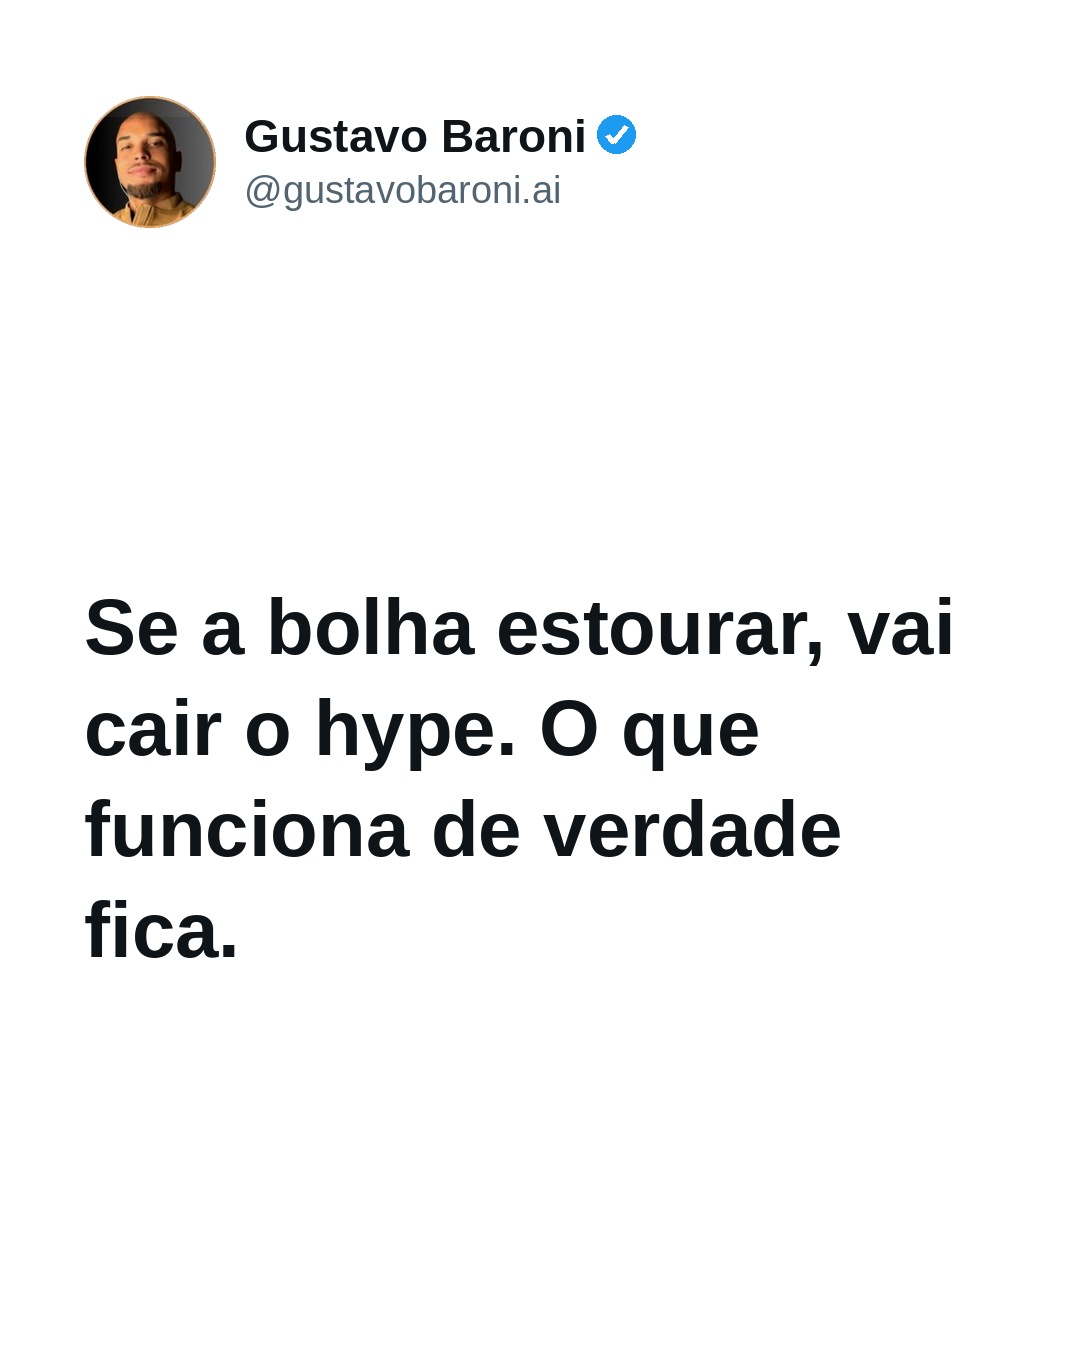 Gustavo Baroni
@gustavobaroni.ai
Se a bolha estourar, vai
cair o hype. O que
funciona de verdade
fica.